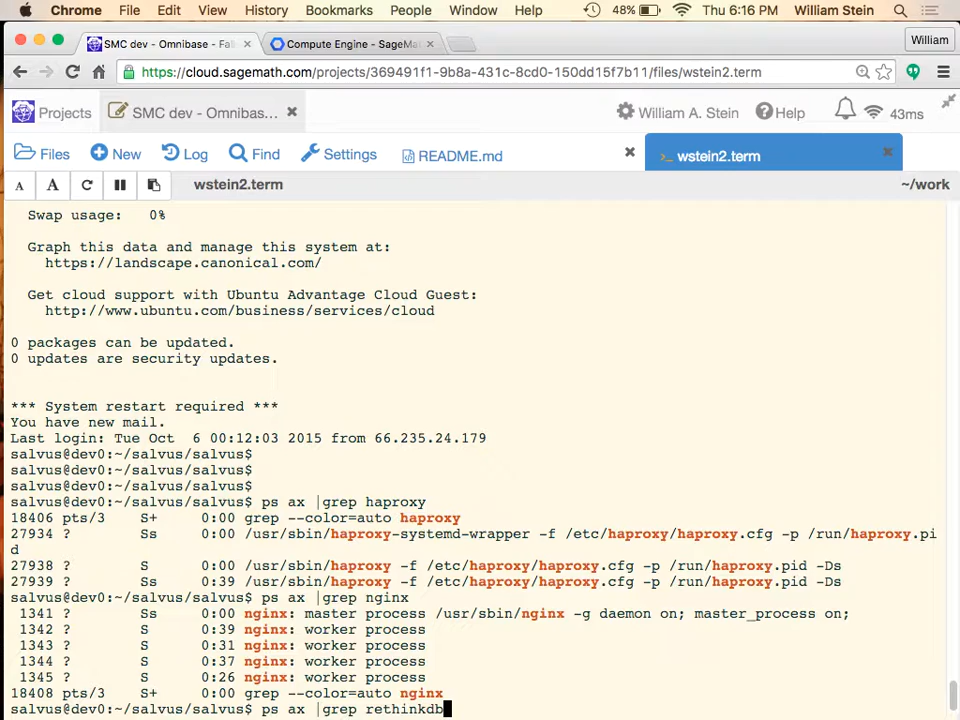 Chrome File Edit View History Bookmarks People Window Help 48% Thu 6:16 PM William Stein
SMC dev - Omnibase - Fal × Compute Engine - SageMat × William
https://cloud.sagemath.com/projects/369491f1-9b8a-431c-8cd0-150dd15f7b11/files/wstein2.term
Projects SMC dev - Omnibas... William A. Stein Help 43ms
Files New Log Find Settings README.md wstein2.term
A A wstein2.term ~/work
Swap usage: 0%
Graph this data and manage this system at:
https://landscape.canonical.com/
Get cloud support with Ubuntu Advantage Cloud Guest:
http://www.ubuntu.com/business/services/cloud
0 packages can be updated.
0 updates are security updates.
*** System restart required ***
You have new mail.
Last login: Tue Oct  6 00:12:03 2015 from 66.235.24.179
salvus@dev0:~/salvus/salvus$
salvus@dev0:~/salvus/salvus$
salvus@dev0:~/salvus/salvus$
salvus@dev0:~/salvus/salvus$ ps ax |grep haproxy
18406 pts/3    S+     0:00 grep --color=auto haproxy
27934 ?        Ss     0:00 /usr/sbin/haproxy-systemd-wrapper -f /etc/haproxy/haproxy.cfg -p /run/haproxy.pi
d
27938 ?        S      0:00 /usr/sbin/haproxy -f /etc/haproxy/haproxy.cfg -p /run/haproxy.pid -Ds
27939 ?        Ss     0:39 /usr/sbin/haproxy -f /etc/haproxy/haproxy.cfg -p /run/haproxy.pid -Ds
salvus@dev0:~/salvus/salvus$ ps ax |grep nginx
1341 ?        Ss     0:00 nginx: master process /usr/sbin/nginx -g daemon on; master_process on;
1342 ?        S      0:39 nginx: worker process
1343 ?        S      0:31 nginx: worker process
1344 ?        S      0:37 nginx: worker process
1345 ?        S      0:26 nginx: worker process
18408 pts/3    S+     0:00 grep --color=auto nginx
salvus@dev0:~/salvus/salvus$ ps ax |grep rethinkdb